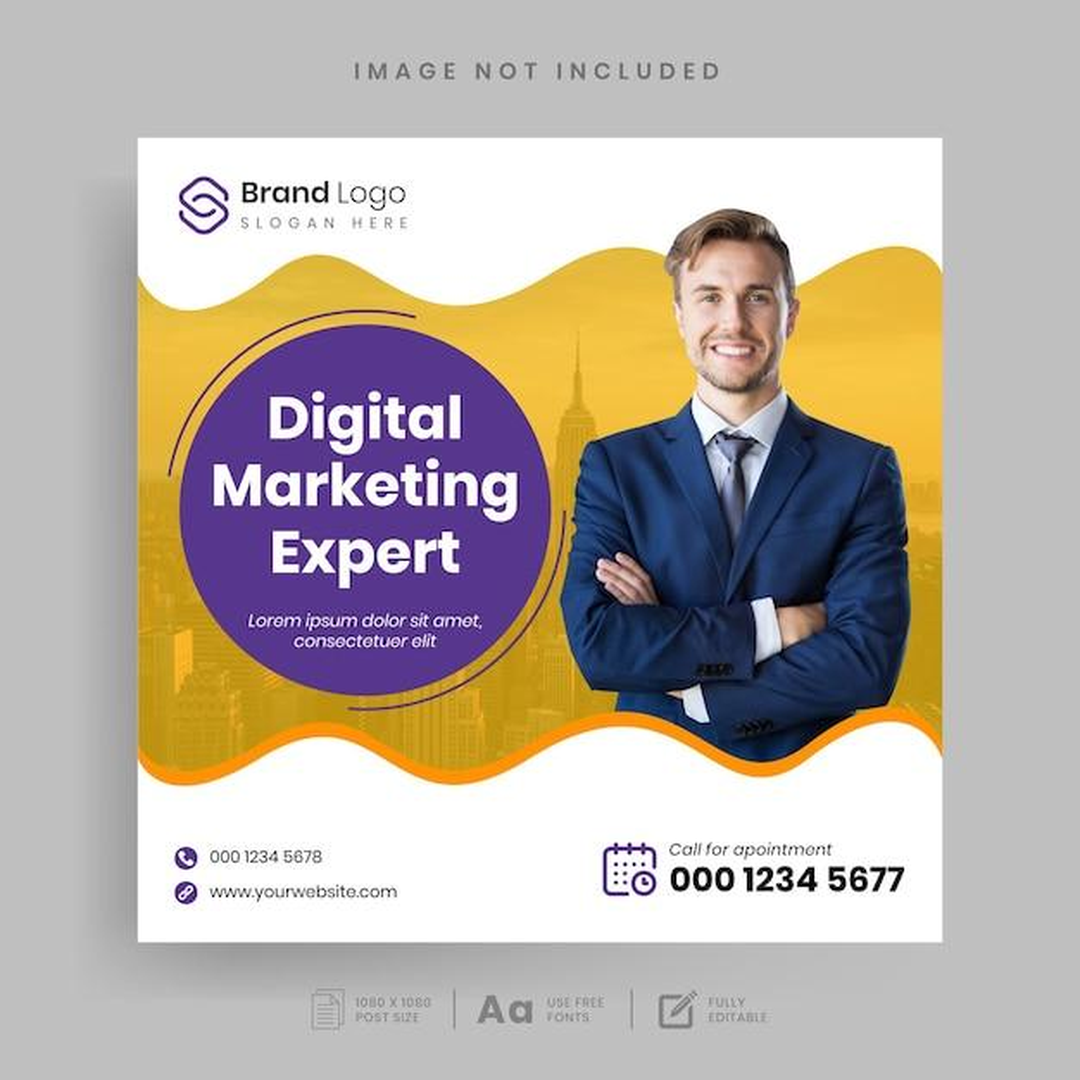 IMAGE NOT INCLUDED
Brand Logo
SLOGAN HERE
Digital
Marketing
Expert
Lorem ipsum dolor sit amet,
consectetuer elit
000 1234 5678
www.yourwebsite.com
Call for apointment
000 1234 5677
1080 X 1080
POST SIZE
Aa
USE FREE
FONTS
FULLY
EDITABLE